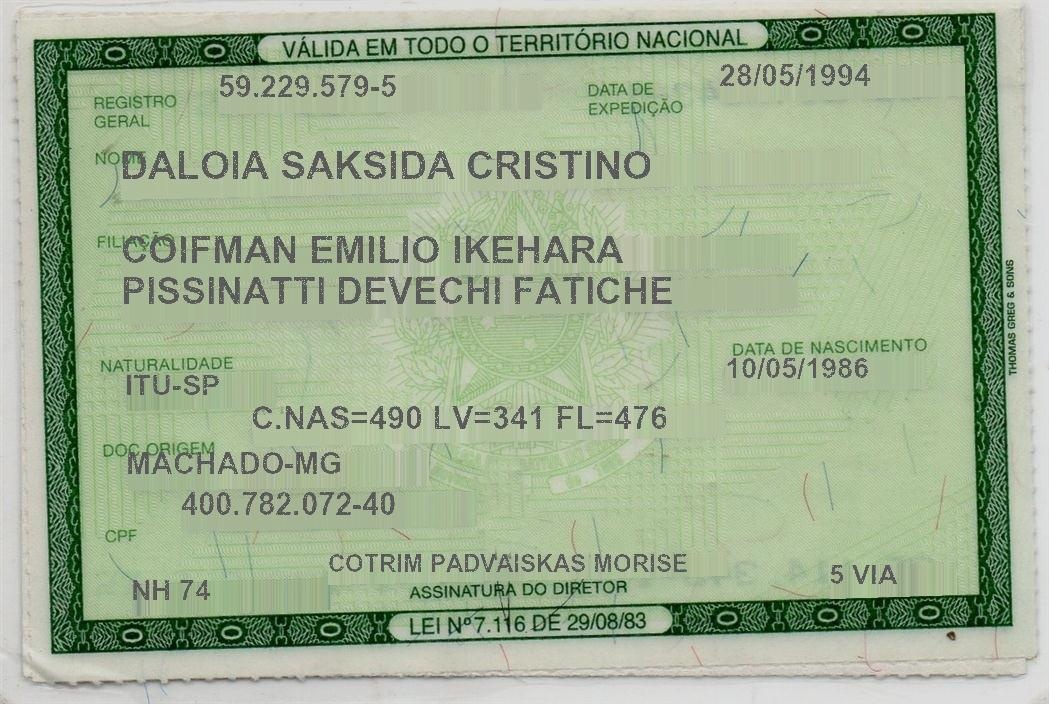 VÁLIDA EM TODO O TERRITÓRIO NACIONAL
REGISTRO GERAL 59.229.579-5 DATA DE EXPEDIÇÃO 28/05/1994
NOME
DALOIA SAKSIDA CRISTINO
FILIAÇÃO
COIFMAN EMILIO IKEHARA
PISSINATTI DEVECHI FATICHE
NATURALIDADE DATA DE NASCIMENTO
ITU-SP 10/05/1986
C.NAS=490 LV=341 FL=476
DOC ORIGEM
MACHADO-MG
400.782.072-40
CPF
COTRIM PADVAISKAS MORISE
NH 74 ASSINATURA DO DIRETOR 5 VIA
LEI Nº 7.116 DE 29/08/83
THOMAS GREG & SONS